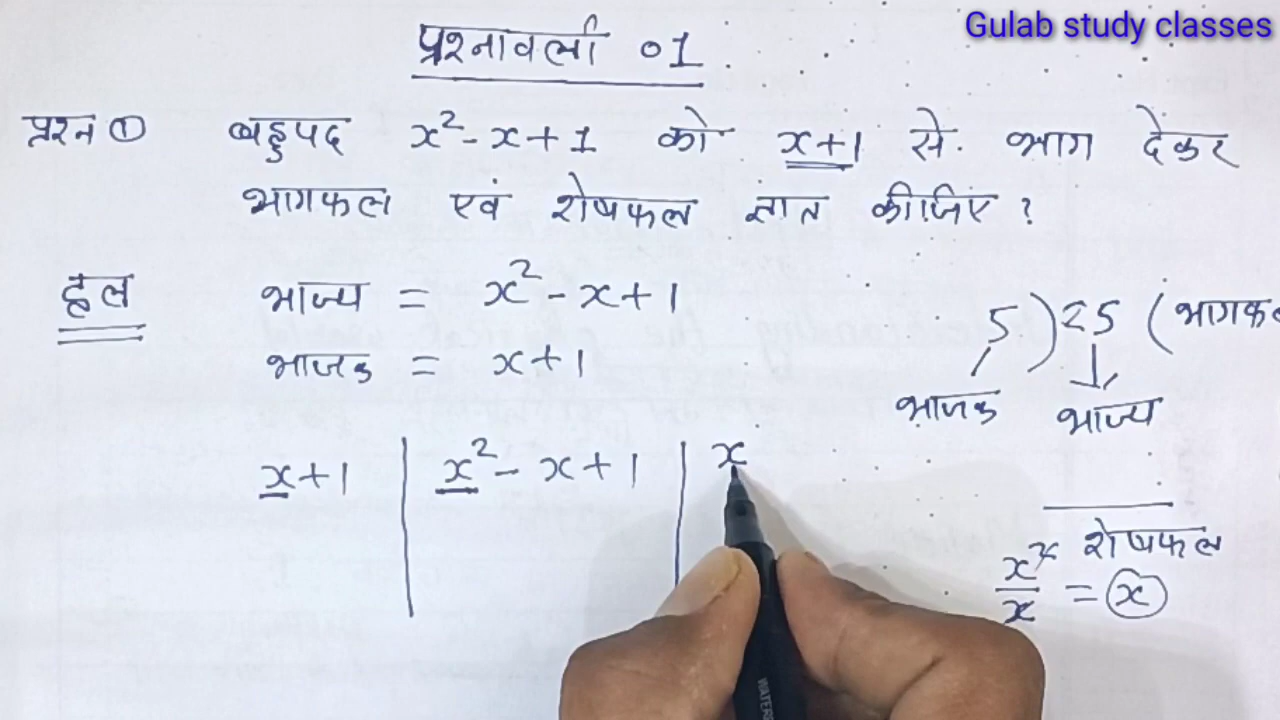 Gulab study classes
प्रश्नावली 01
प्रश्न ① बहुपद x² - x + 1 को x+1 से भाग देकर
भागफल एवं शेषफल ज्ञात कीजिए ?
हल भाज्य = x² - x + 1
भाजक = x + 1
5 ) 25 ( भागफल
भाजक भाज्य
x + 1 | x² - x + 1 | x
शेषफल
x²/x = x